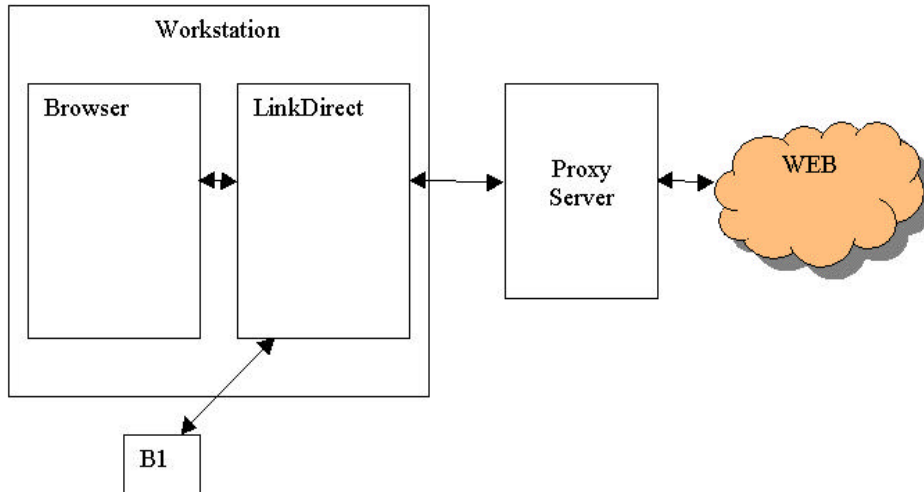 Workstation
Browser
LinkDirect
Proxy
Server
WEB
B1